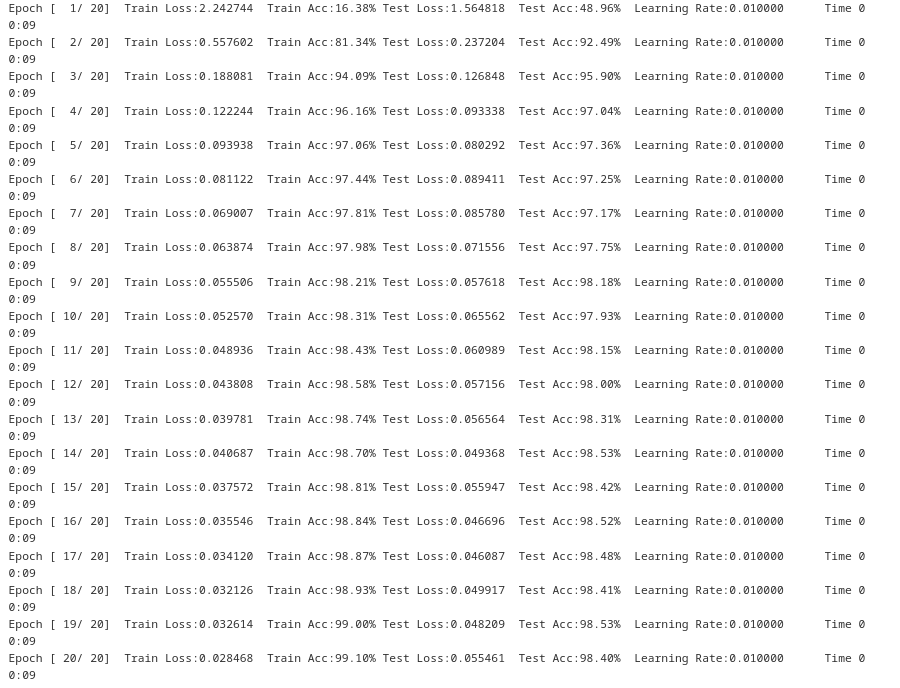 Epoch [  1/ 20]  Train Loss:2.242744  Train Acc:16.38% Test Loss:1.564818  Test Acc:48.96%  Learning Rate:0.010000      Time 0
0:09
Epoch [  2/ 20]  Train Loss:0.557602  Train Acc:81.34% Test Loss:0.237204  Test Acc:92.49%  Learning Rate:0.010000      Time 0
0:09
Epoch [  3/ 20]  Train Loss:0.188081  Train Acc:94.09% Test Loss:0.126848  Test Acc:95.90%  Learning Rate:0.010000      Time 0
0:09
Epoch [  4/ 20]  Train Loss:0.122244  Train Acc:96.16% Test Loss:0.093338  Test Acc:97.04%  Learning Rate:0.010000      Time 0
0:09
Epoch [  5/ 20]  Train Loss:0.093938  Train Acc:97.06% Test Loss:0.080292  Test Acc:97.36%  Learning Rate:0.010000      Time 0
0:09
Epoch [  6/ 20]  Train Loss:0.081122  Train Acc:97.44% Test Loss:0.089411  Test Acc:97.25%  Learning Rate:0.010000      Time 0
0:09
Epoch [  7/ 20]  Train Loss:0.069007  Train Acc:97.81% Test Loss:0.085780  Test Acc:97.17%  Learning Rate:0.010000      Time 0
0:09
Epoch [  8/ 20]  Train Loss:0.063874  Train Acc:97.98% Test Loss:0.071556  Test Acc:97.75%  Learning Rate:0.010000      Time 0
0:09
Epoch [  9/ 20]  Train Loss:0.055506  Train Acc:98.21% Test Loss:0.057618  Test Acc:98.18%  Learning Rate:0.010000      Time 0
0:09
Epoch [ 10/ 20]  Train Loss:0.052570  Train Acc:98.31% Test Loss:0.065562  Test Acc:97.93%  Learning Rate:0.010000      Time 0
0:09
Epoch [ 11/ 20]  Train Loss:0.048936  Train Acc:98.43% Test Loss:0.060989  Test Acc:98.15%  Learning Rate:0.010000      Time 0
0:09
Epoch [ 12/ 20]  Train Loss:0.043808  Train Acc:98.58% Test Loss:0.057156  Test Acc:98.00%  Learning Rate:0.010000      Time 0
0:09
Epoch [ 13/ 20]  Train Loss:0.039781  Train Acc:98.74% Test Loss:0.056564  Test Acc:98.31%  Learning Rate:0.010000      Time 0
0:09
Epoch [ 14/ 20]  Train Loss:0.040687  Train Acc:98.70% Test Loss:0.049368  Test Acc:98.53%  Learning Rate:0.010000      Time 0
0:09
Epoch [ 15/ 20]  Train Loss:0.037572  Train Acc:98.81% Test Loss:0.055947  Test Acc:98.42%  Learning Rate:0.010000      Time 0
0:09
Epoch [ 16/ 20]  Train Loss:0.035546  Train Acc:98.84% Test Loss:0.046696  Test Acc:98.52%  Learning Rate:0.010000      Time 0
0:09
Epoch [ 17/ 20]  Train Loss:0.034120  Train Acc:98.87% Test Loss:0.046087  Test Acc:98.48%  Learning Rate:0.010000      Time 0
0:09
Epoch [ 18/ 20]  Train Loss:0.032126  Train Acc:98.93% Test Loss:0.049917  Test Acc:98.41%  Learning Rate:0.010000      Time 0
0:09
Epoch [ 19/ 20]  Train Loss:0.032614  Train Acc:99.00% Test Loss:0.048209  Test Acc:98.53%  Learning Rate:0.010000      Time 0
0:09
Epoch [ 20/ 20]  Train Loss:0.028468  Train Acc:99.10% Test Loss:0.055461  Test Acc:98.40%  Learning Rate:0.010000      Time 0
0:09